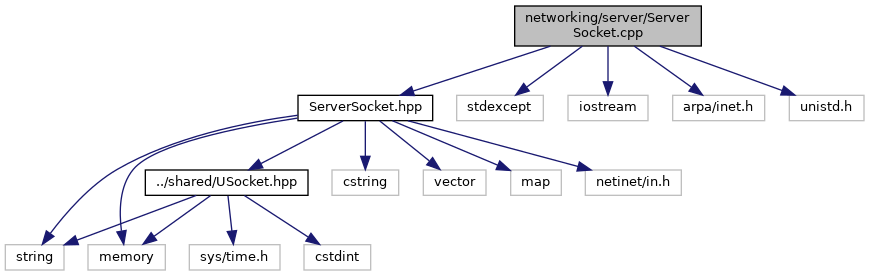 networking/server/Server
Socket.cpp
ServerSocket.hpp
stdexcept
iostream
arpa/inet.h
unistd.h
../shared/USocket.hpp
cstring
vector
map
netinet/in.h
string
memory
sys/time.h
cstdint